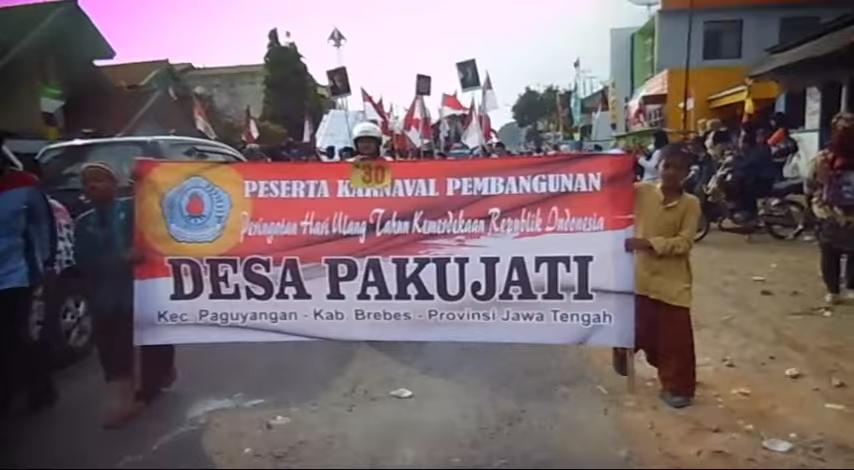 30
PESERTA KARNAVAL PEMBANGUNAN
Peringatan Hari Ulang Tahun Kemerdekaan Republik Indonesia
DESA PAKUJATI
Kec. Paguyangan - Kab. Brebes - Provinsi Jawa Tengah